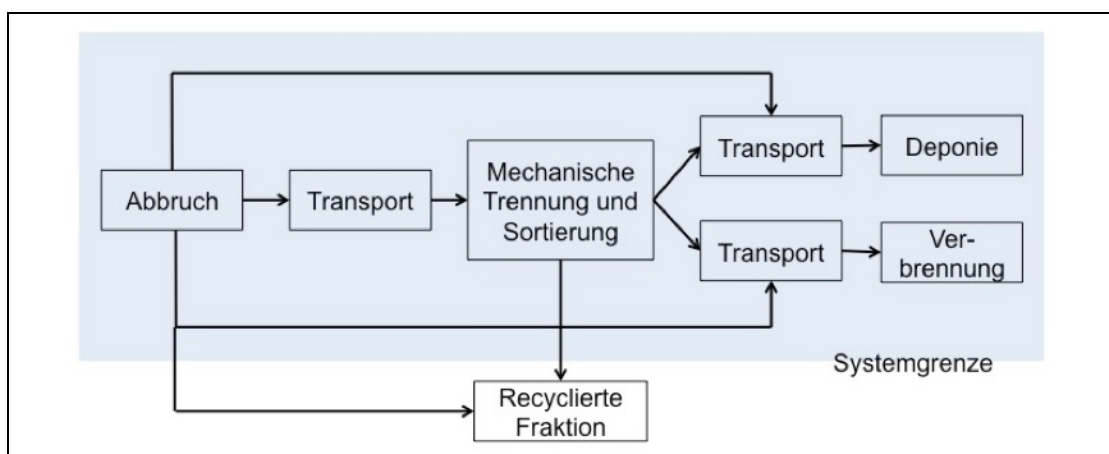 Abbruch
Transport
Mechanische
Trennung und
Sortierung
Transport
Deponie
Transport
Ver-
brennung
Systemgrenze
Recyclierte
Fraktion